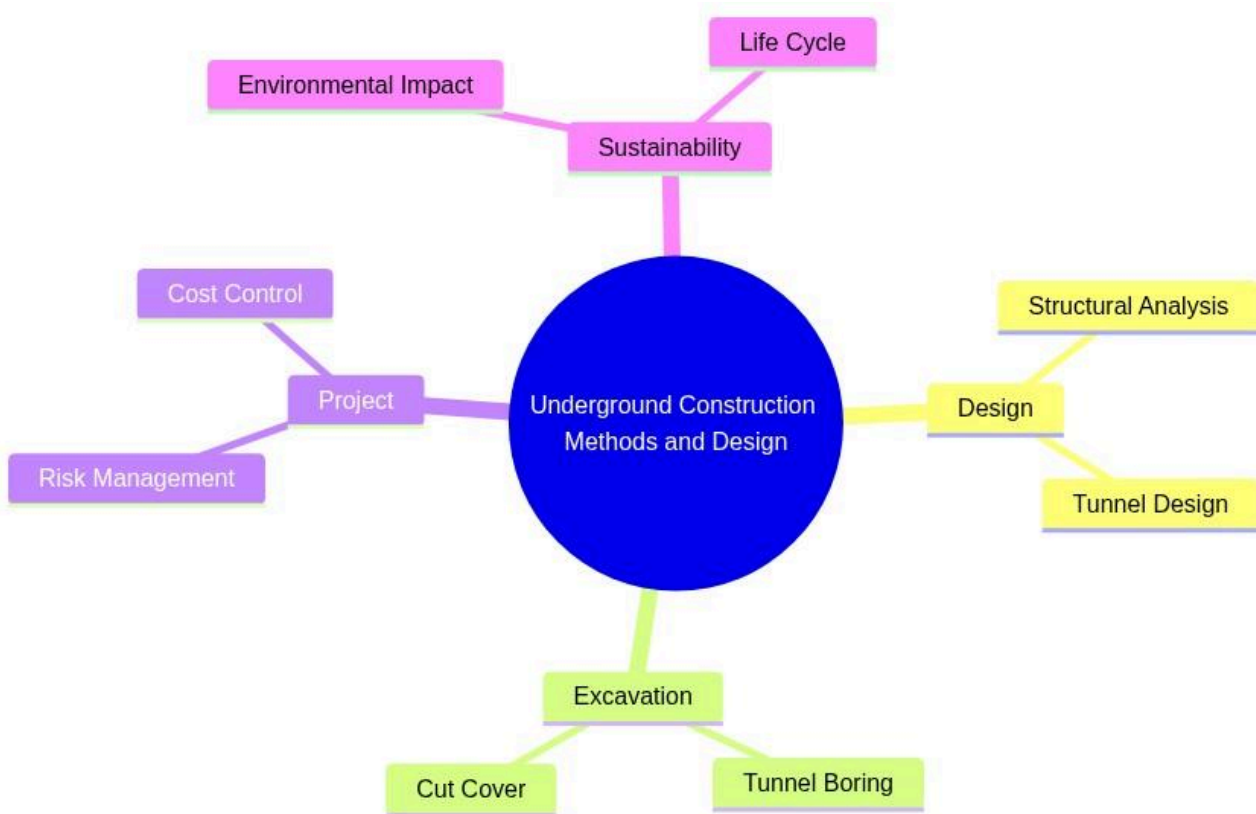 Life Cycle
Environmental Impact
Sustainability
Cost Control
Structural Analysis
Project
Underground Construction
Methods and Design
Design
Risk Management
Tunnel Design
Excavation
Cut Cover
Tunnel Boring